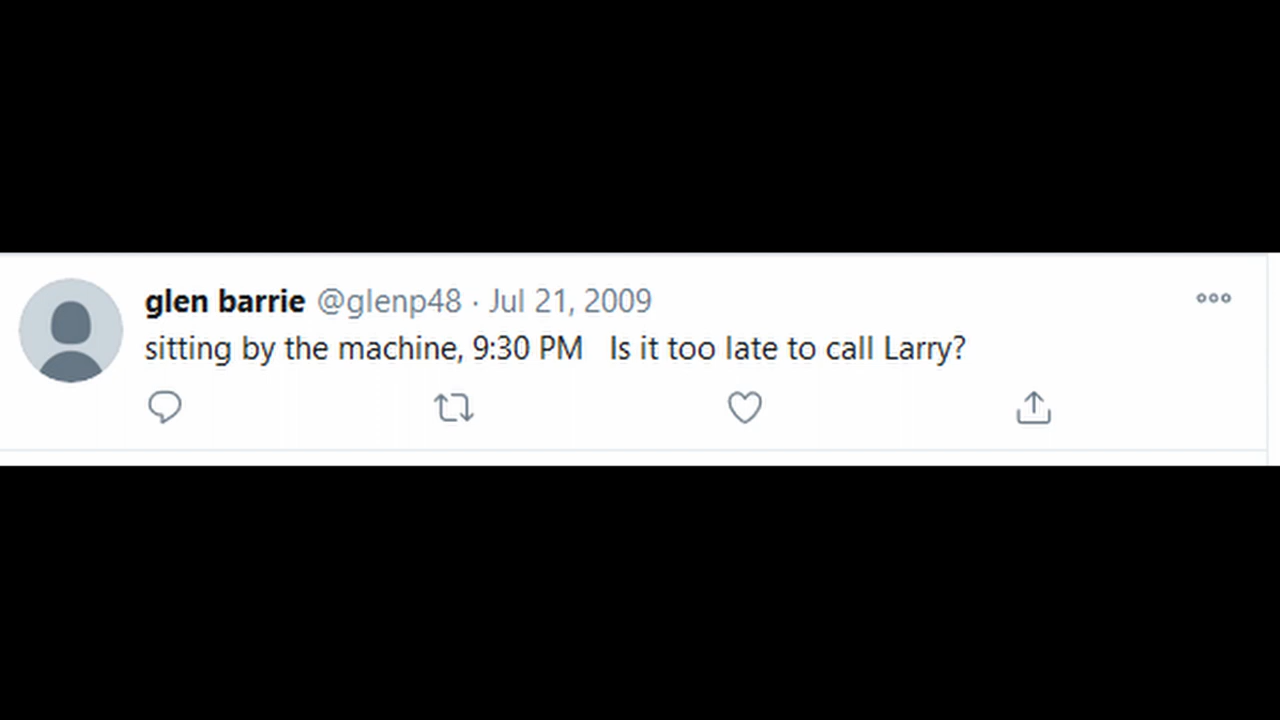 glen barrie @glenp48 · Jul 21, 2009
sitting by the machine, 9:30 PM   Is it too late to call Larry?